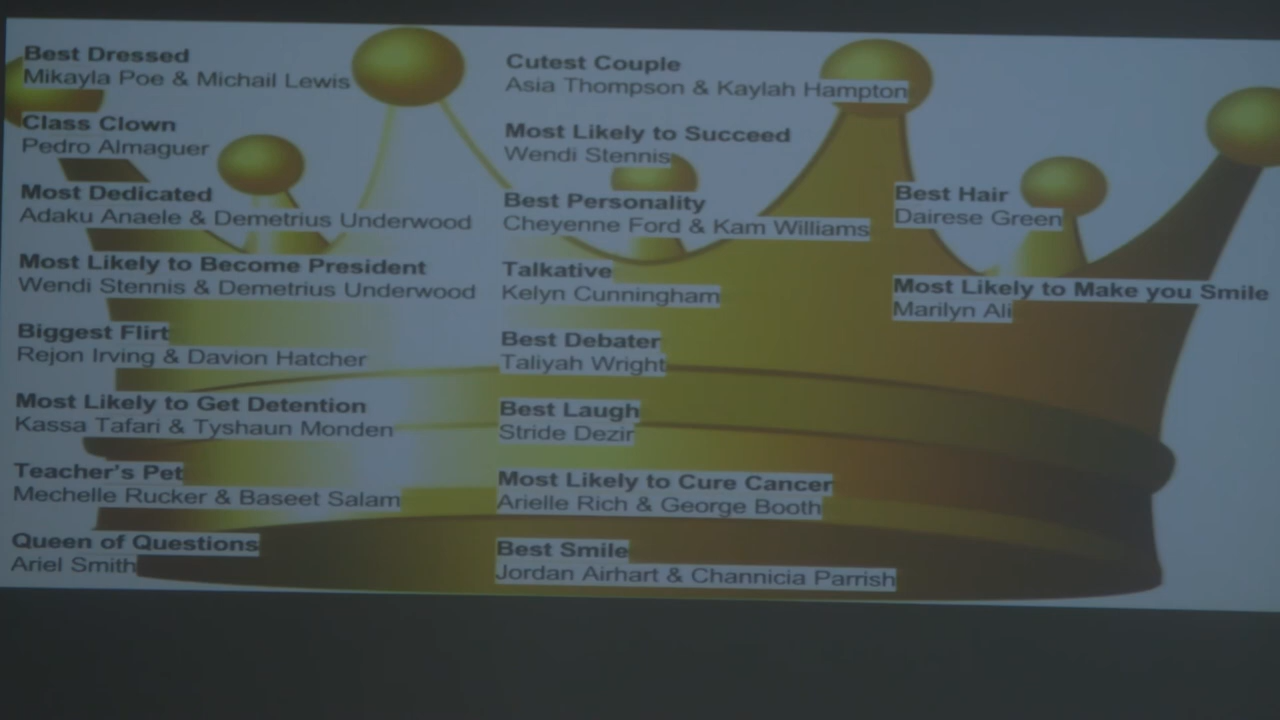 Best Dressed
Mikayla Poe & Michail Lewis
Class Clown
Pedro Almaguer
Most Dedicated
Adaku Anaele & Demetrius Underwood
Most Likely to Become President
Wendi Stennis & Demetrius Underwood
Biggest Flirt
Rejon Irving & Davion Hatcher
Most Likely to Get Detention
Kassa Tafari & Tyshaun Monden
Teacher's Pet
Mechelle Rucker & Baseet Salam
Queen of Questions
Ariel Smith
Cutest Couple
Asia Thompson & Kaylah Hampton
Most Likely to Succeed
Wendi Stennis
Best Personality
Cheyenne Ford & Kam Williams
Talkative
Kelyn Cunningham
Best Debater
Taliyah Wright
Best Laugh
Stride Dezir
Most Likely to Cure Cancer
Arielle Rich & George Booth
Best Smile
Jordan Airhart & Channicia Parrish
Best Hair
Dairese Green
Most Likely to Make you Smile
Marilyn Ali